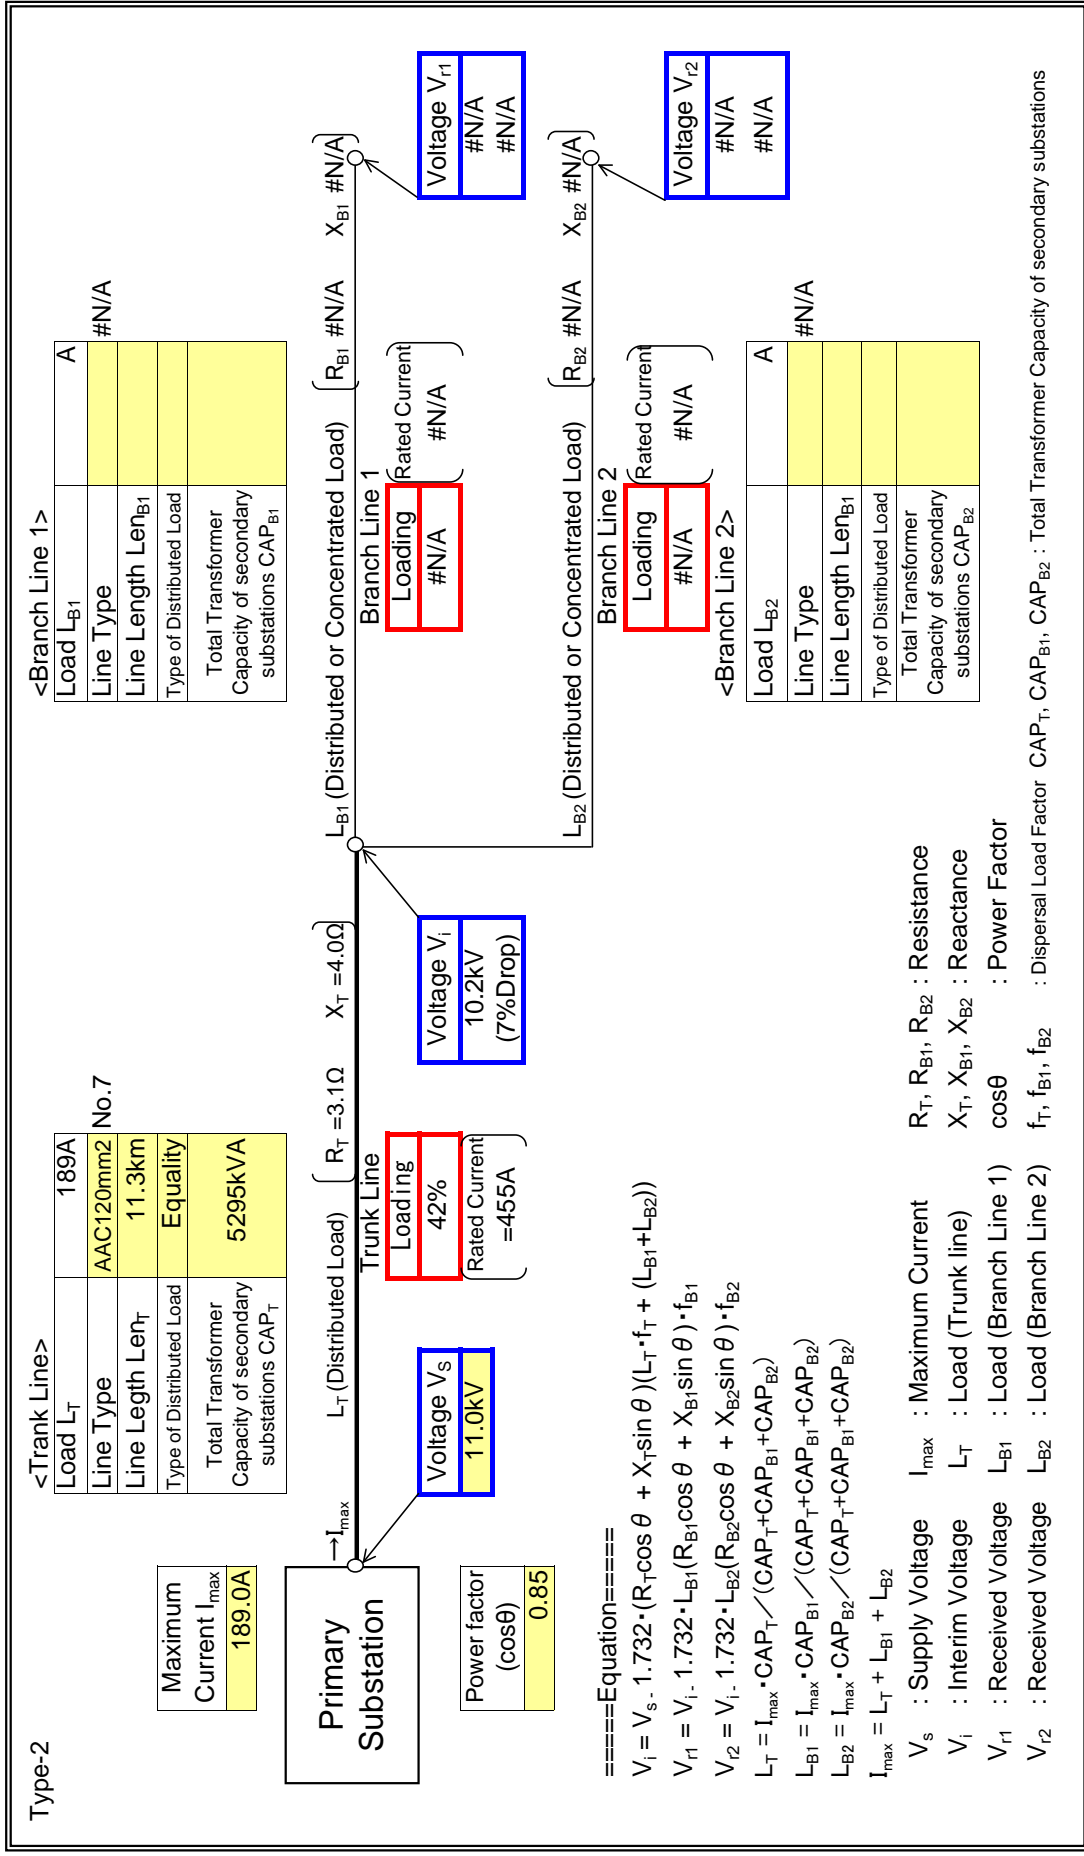 Type-2
Maximum
Current Imax
189.0A
Primary
Substation
→Imax
Power factor
(cosθ)
0.85
<Trank Line>
Load LT 189A
Line Type AAC120mm2 No.7
Line Legth LenT 11.3km
Type of Distributed Load Equality
Total Transformer
Capacity of secondary
substations CAPT
5295kVA
LT (Distributed Load)
RT =3.1Ω XT =4.0Ω
Trunk Line
Loading
42%
Rated Current
=455A
Voltage VS
11.0kV
Voltage Vi
10.2kV
(7%Drop)
<Branch Line 1>
Load LB1 A
Line Type #N/A
Line Length LenB1
Type of Distributed Load
Total Transformer
Capacity of secondary
substations CAPB1
LB1 (Distributed or Concentrated Load)
RB1 #N/A XB1 #N/A
Branch Line 1
Loading
#N/A
Rated Current
#N/A
Voltage Vr1
#N/A
#N/A
LB2 (Distributed or Concentrated Load)
RB2 #N/A XB2 #N/A
Branch Line 2
Loading
#N/A
Rated Current
#N/A
Voltage Vr2
#N/A
#N/A
<Branch Line 2>
Load LB2 A
Line Type #N/A
Line Length LenB1
Type of Distributed Load
Total Transformer
Capacity of secondary
substations CAPB2
=====Equation=====
Vi = Vs - 1.732・(RTcos θ + XTsin θ)(LT・fT + (LB1+LB2))
Vr1 = Vi - 1.732・LB1(RB1cos θ + XB1sin θ)・fB1
Vr2 = Vi - 1.732・LB2(RB2cos θ + XB2sin θ)・fB2
LT = Imax・CAPT／(CAPT+CAPB1+CAPB2)
LB1 = Imax・CAPB1／(CAPT+CAPB1+CAPB2)
LB2 = Imax・CAPB2／(CAPT+CAPB1+CAPB2)
Imax = LT + LB1 + LB2
Vs : Supply Voltage Imax : Maximum Current RT, RB1, RB2 : Resistance
Vi : Interim Voltage LT : Load (Trunk line) XT, XB1, XB2 : Reactance
Vr1 : Received Voltage LB1 : Load (Branch Line 1) cosθ : Power Factor
Vr2 : Received Voltage LB2 : Load (Branch Line 2) fT, fB1, fB2 : Dispersal Load Factor CAPT, CAPB1, CAPB2 : Total Transformer Capacity of secondary substations